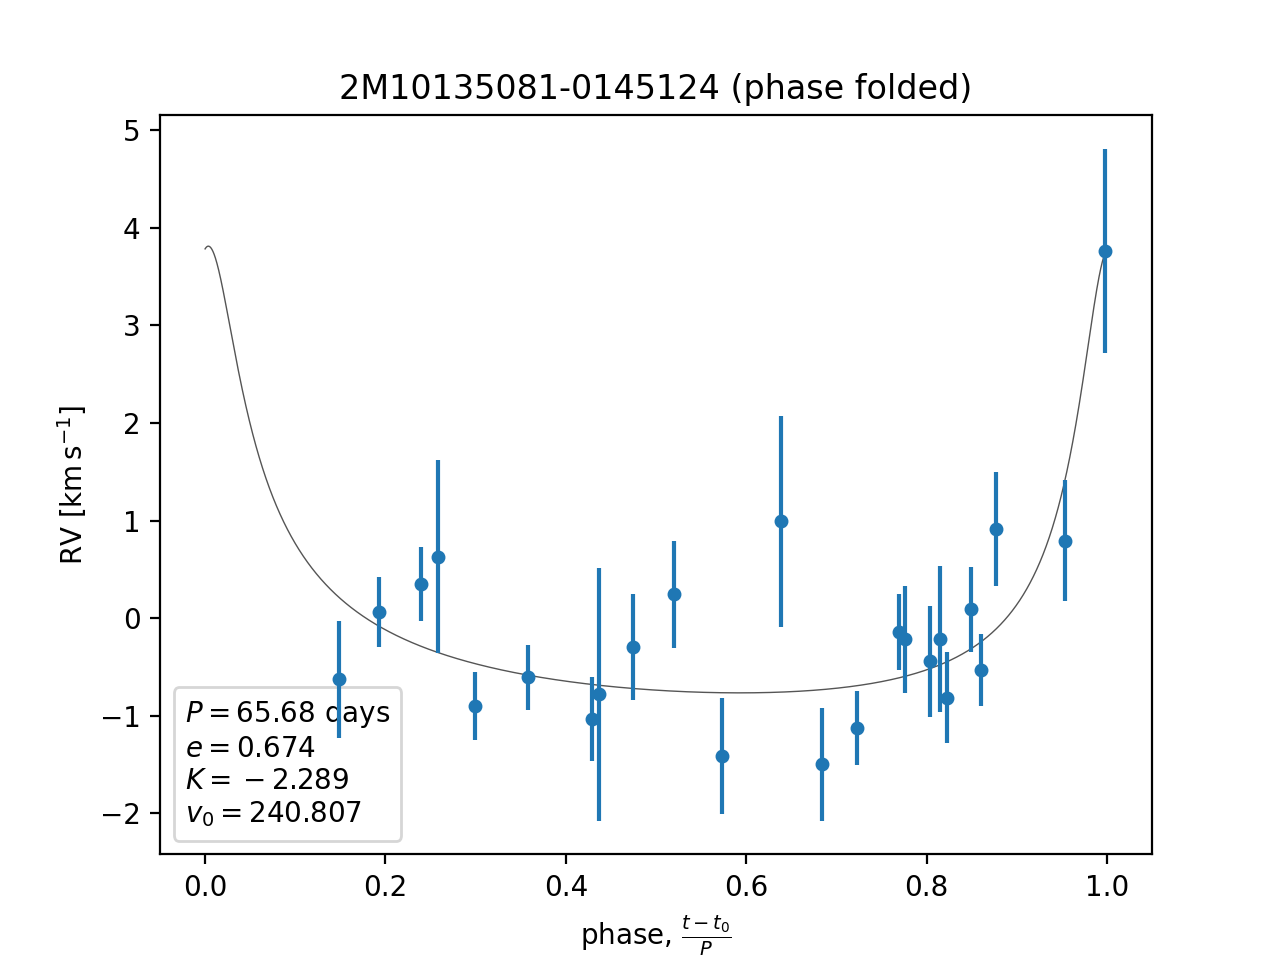 2M10135081-0145124 (phase folded)
5
4
3
2
1
0
−1
−2
RV [km s⁻¹]
P = 65.68 days
e = 0.674
K = − 2.289
v₀ = 240.807
0.0 0.2 0.4 0.6 0.8 1.0
phase, (t − t₀)/P